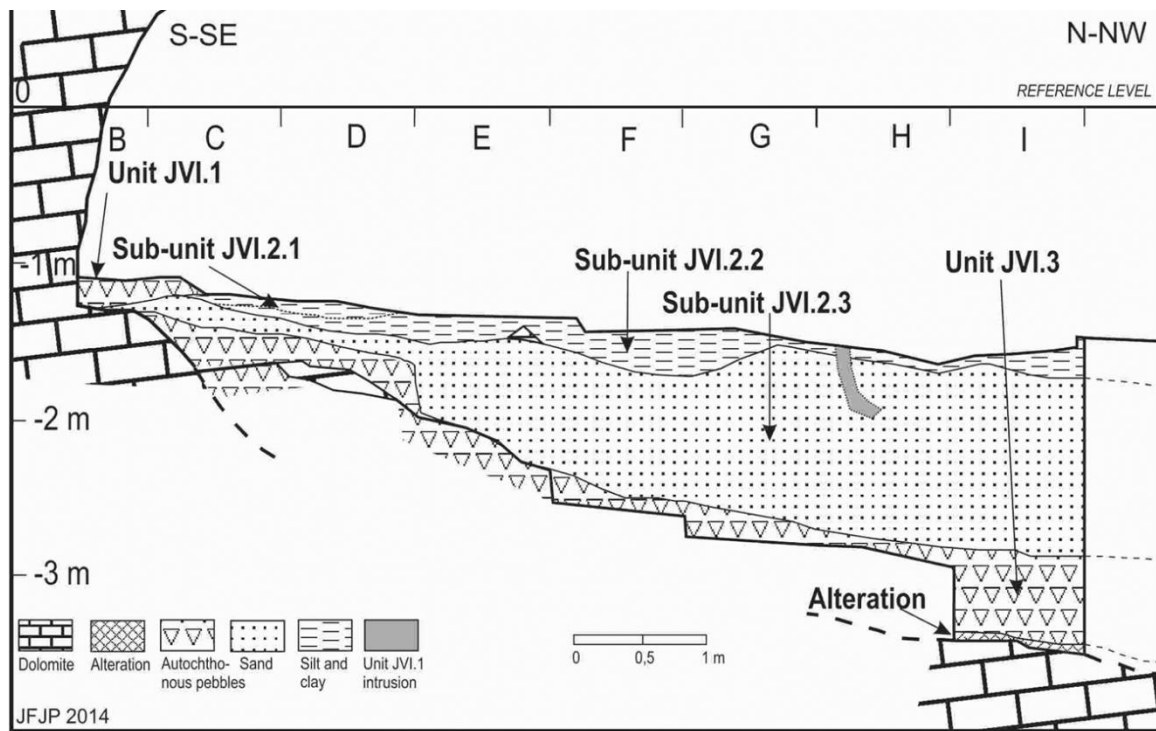 S-SE
N-NW
0
REFERENCE LEVEL
B C D E F G H I
Unit JVI.1
Sub-unit JVI.2.1
Sub-unit JVI.2.2
Unit JVI.3
-1 m
Sub-unit JVI.2.3
-2 m
-3 m
Alteration
Dolomite
Alteration
Autochtho-
nous pebbles
Sand
Silt and
clay
Unit JVI.1
intrusion
0 0,5 1 m
JFJP 2014